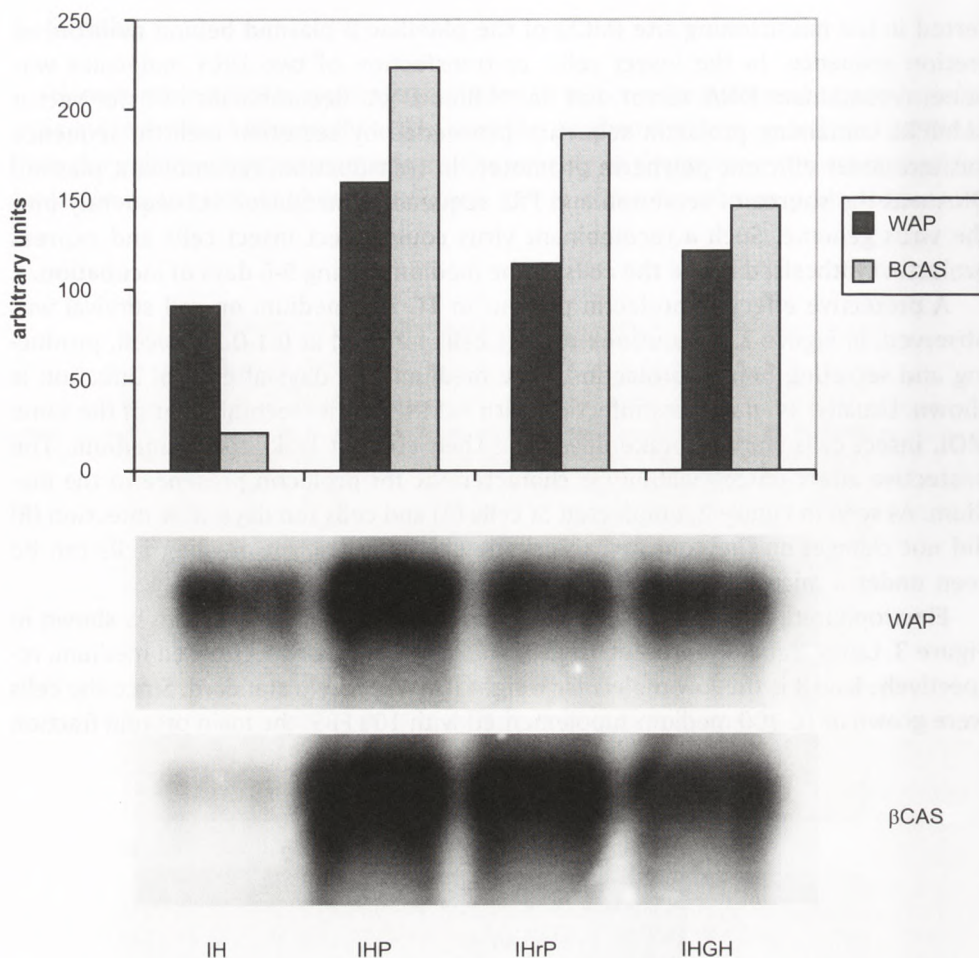 250
200
150
100
50
0
arbitrary units
WAP
BCAS
WAP
βCAS
IH IHP IHrP IHGH